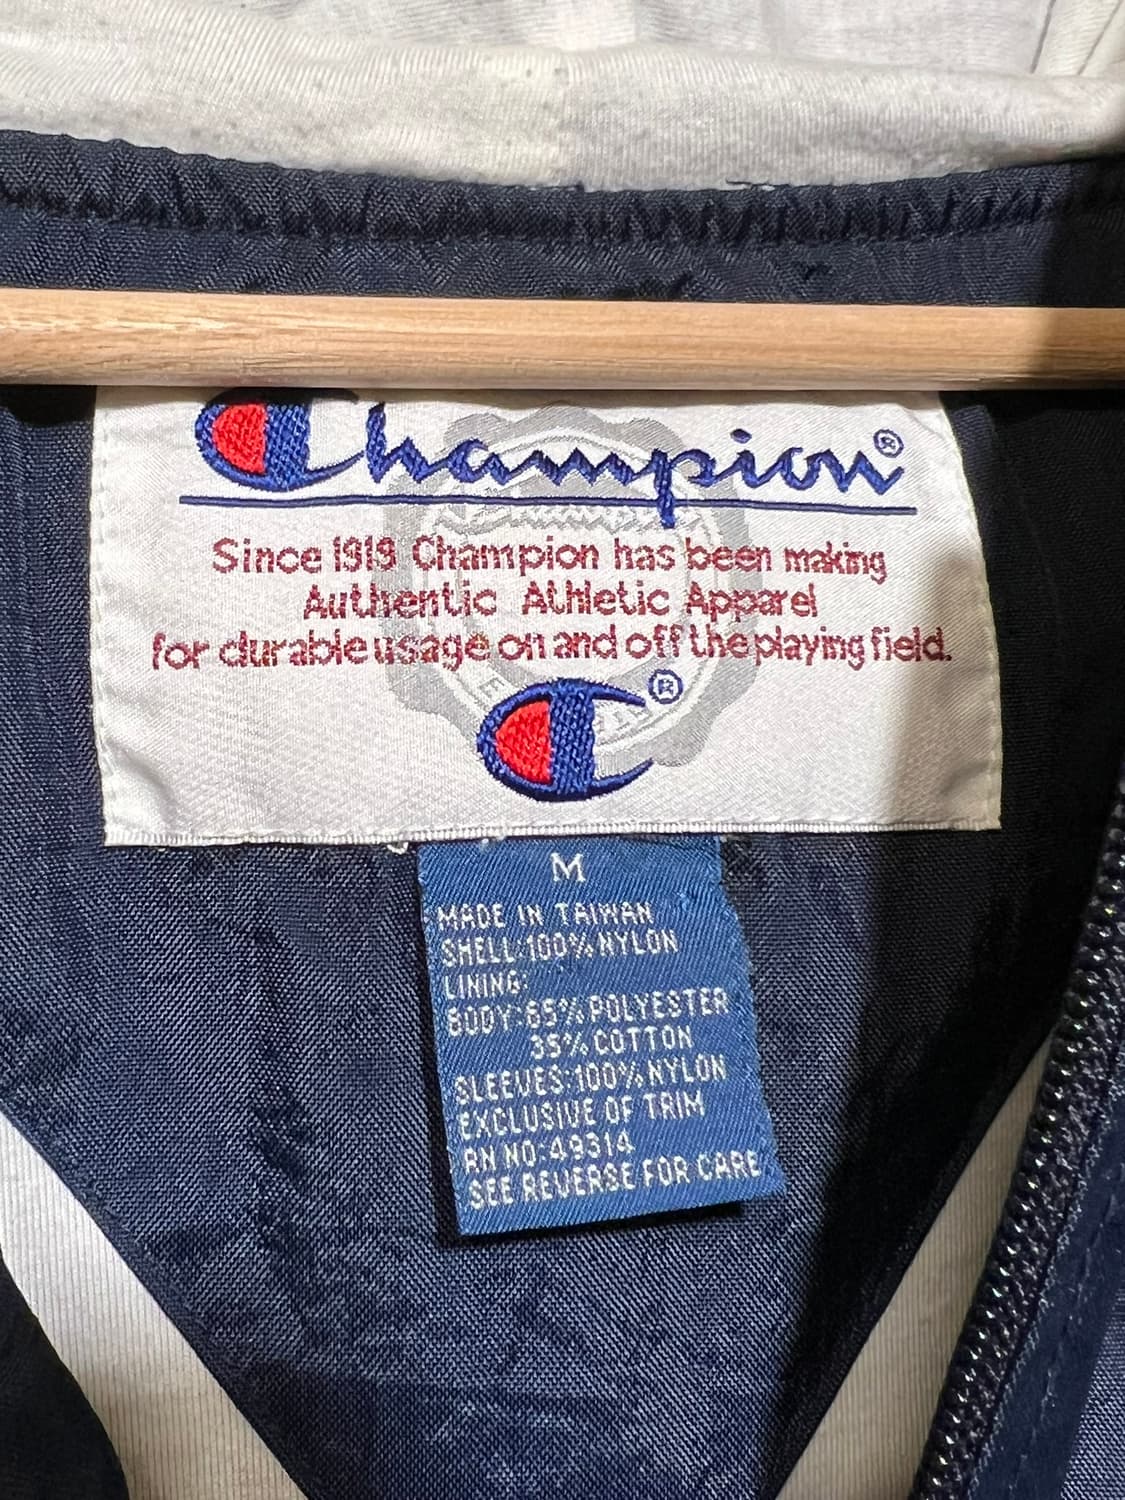 Champion®
Since 1919 Champion has been making
Authentic Athletic Apparel
for durable usage on and off the playing field.
®
M
MADE IN TAIWAN
SHELL:100% NYLON
LINING:
BODY:65% POLYESTER
35% COTTON
SLEEVES:100% NYLON
EXCLUSIVE OF TRIM
RN NO:49314
SEE REVERSE FOR CARE